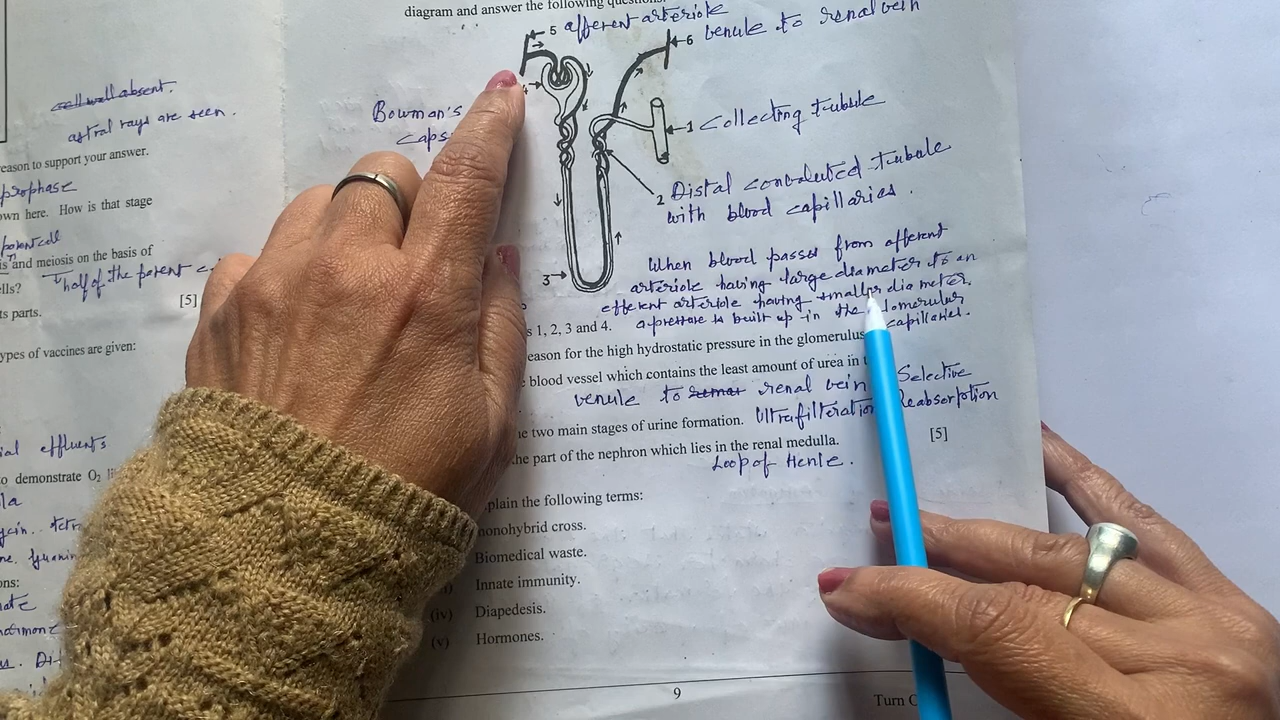 diagram and answer the following questions.
5 afferent arteriole
6 venule to renal vein
cell wall absent.
astral rays are seen.
Bowman's
1 Collecting tubule
2 Distal convoluted tubule
with blood capillaries.
reason to support your answer.
prophase
own here. How is that stage
parent cell
is and meiosis on the basis of
Half of the parent
ells?
[5]
ts parts.
When blood passes from afferent
arteriole having large diameter to an
efferent arteriole having smaller diameter.
a pressure is built up in the glomerular
capillaries.
3
s 1, 2, 3 and 4.
eason for the high hydrostatic pressure in the glomerulus
blood vessel which contains the least amount of urea in
venule to renal vein Selective
e two main stages of urine formation. Ultrafiltration Reabsorption
the part of the nephron which lies in the renal medulla.
[5]
Loop of Henle.
ypes of vaccines are given:
ial effluents
o demonstrate O₂
ons:
plain the following terms:
monohybrid cross.
Biomedical waste.
Innate immunity.
(iv) Diapedesis.
(v) Hormones.
9
Turn